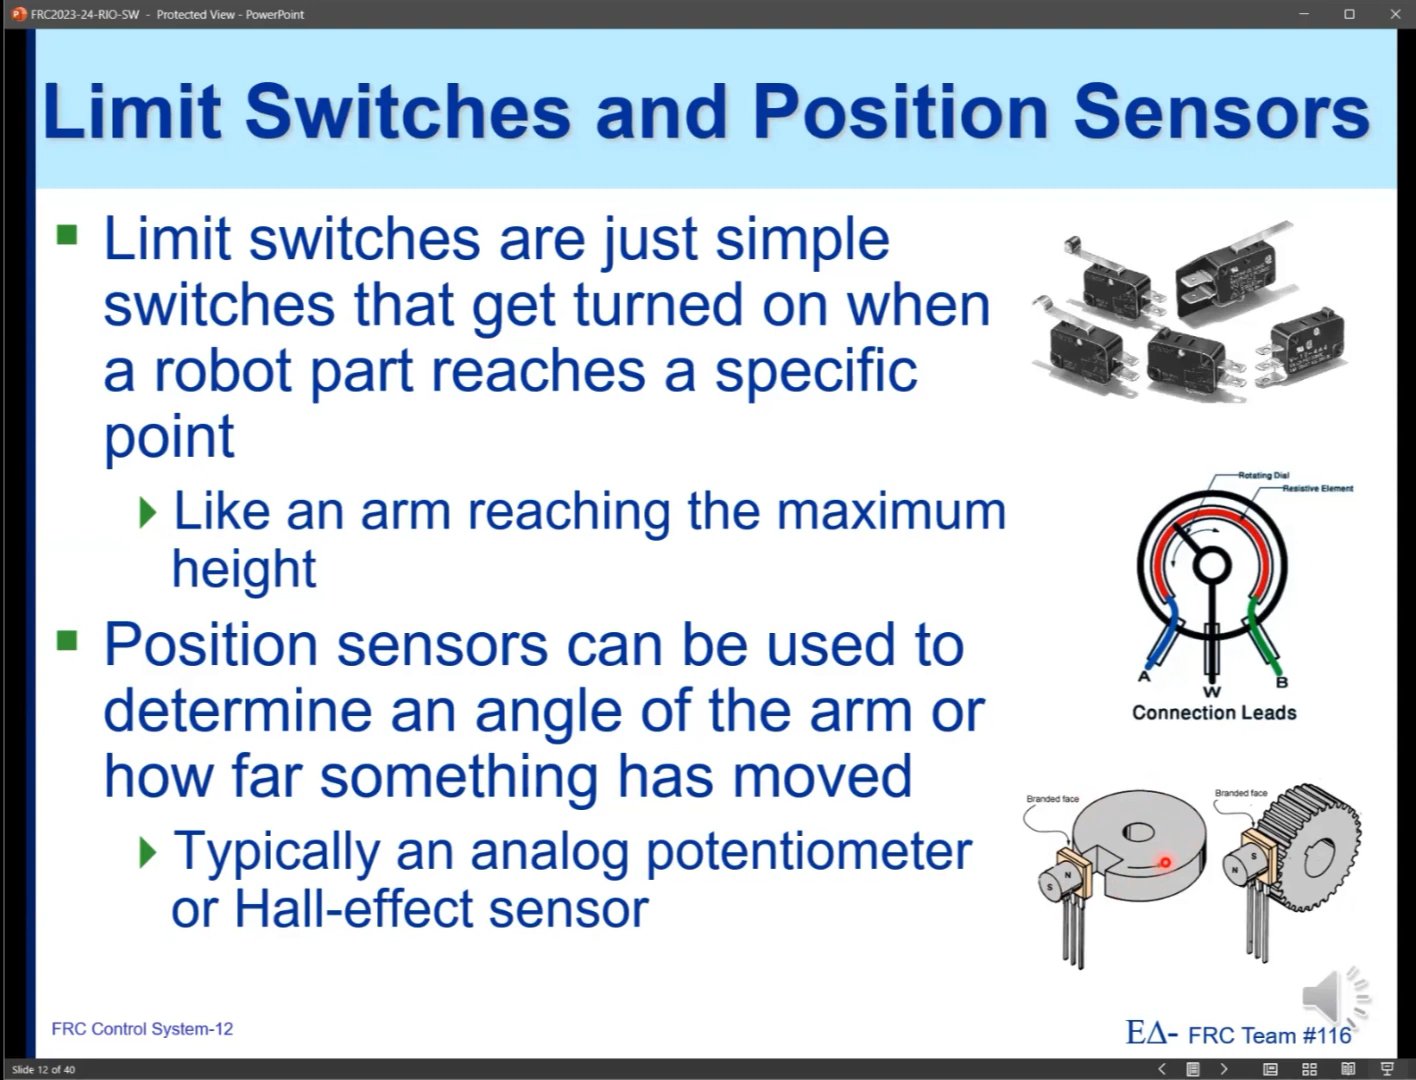 FRC2023-24-RIO-SW - Protected View - PowerPoint
Limit Switches and Position Sensors
Limit switches are just simple
switches that get turned on when
a robot part reaches a specific
point
Like an arm reaching the maximum
height
Position sensors can be used to
determine an angle of the arm or
how far something has moved
Typically an analog potentiometer
or Hall-effect sensor
Rotating Dial
Resistive Element
A
W
B
Connection Leads
Branded face
S
N
Branded face
S
N
FRC Control System-12
ΕΔ- FRC Team #116
Slide 12 of 40